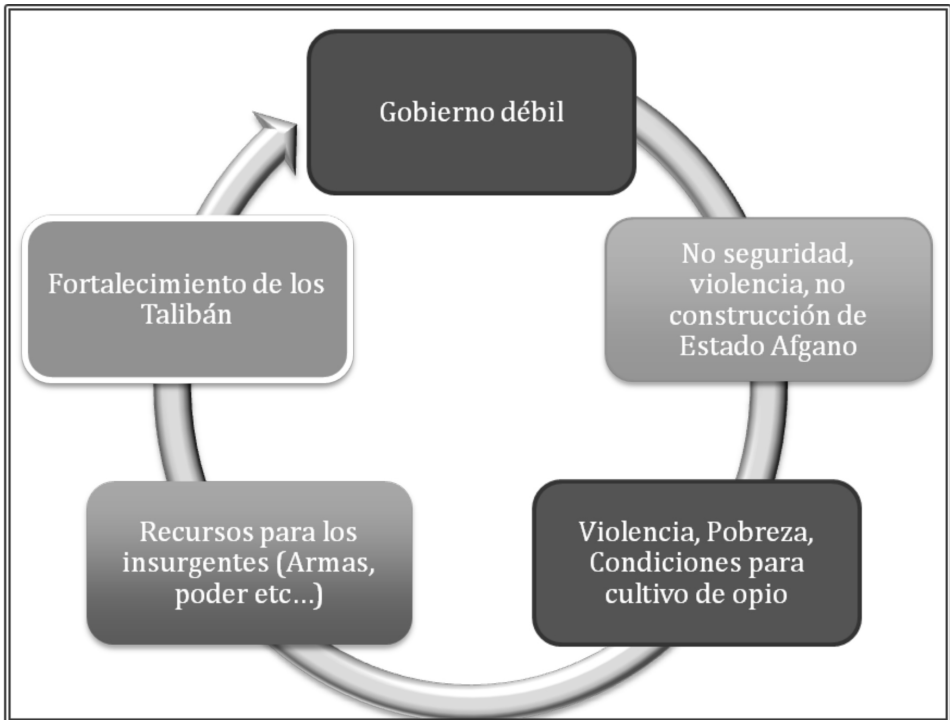 Gobierno débil
No seguridad,
violencia, no
construcción de
Estado Afgano
Violencia, Pobreza,
Condiciones para
cultivo de opio
Recursos para los
insurgentes (Armas,
poder etc...)
Fortalecimiento de los
Talibán